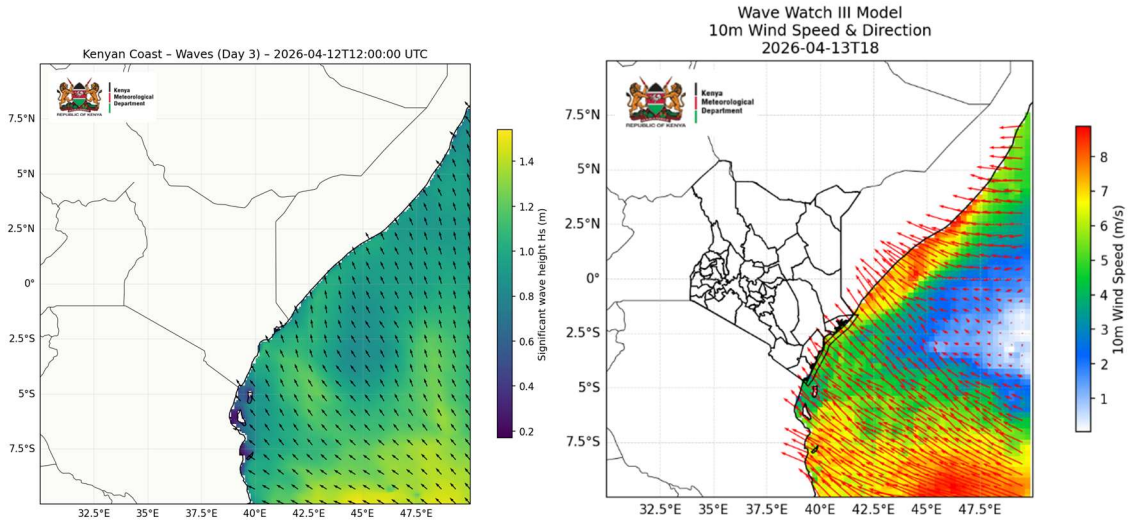 Kenyan Coast – Waves (Day 3) – 2026-04-12T12:00:00 UTC
Kenya
Meteorological
Department
REPUBLIC OF KENYA
7.5°N
5°N
2.5°N
0°
2.5°S
5°S
7.5°S
32.5°E
35°E
37.5°E
40°E
42.5°E
45°E
47.5°E
1.4
1.2
1.0
0.8
0.6
0.4
0.2
Significant wave height Hs (m)
Wave Watch III Model
10m Wind Speed & Direction
2026-04-13T18
Kenya
Meteorological
Department
REPUBLIC OF KENYA
7.5°N
5°N
2.5°N
0°
2.5°S
5°S
7.5°S
32.5°E
35°E
37.5°E
40°E
42.5°E
45°E
47.5°E
8
7
6
5
4
3
2
1
10m Wind Speed (m/s)